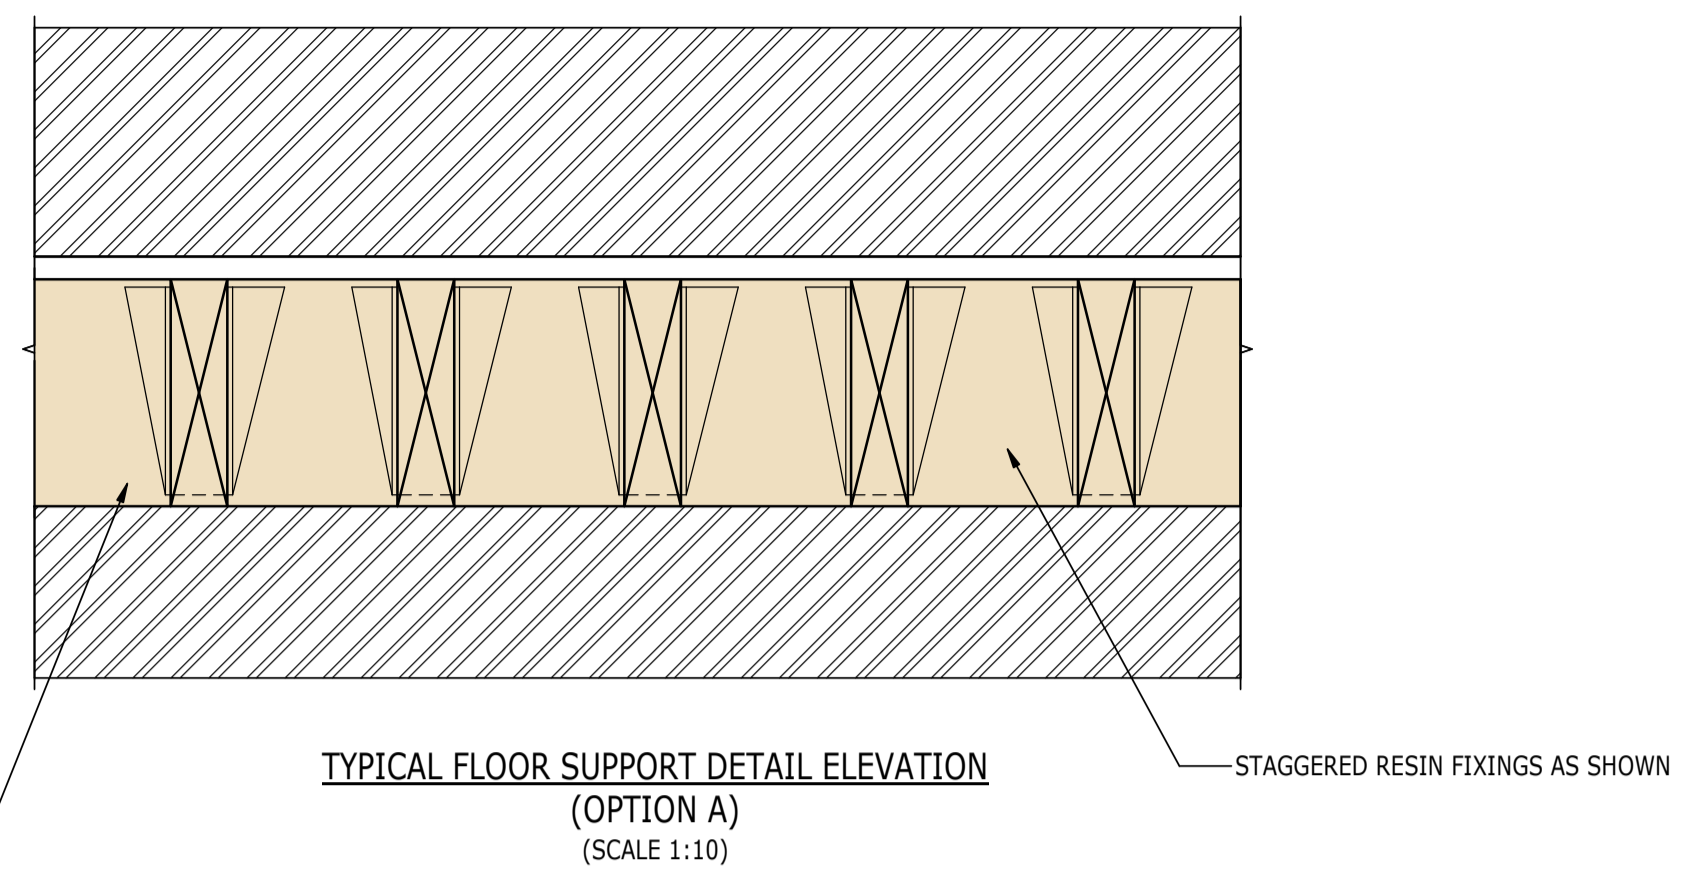 TYPICAL FLOOR SUPPORT DETAIL ELEVATION
(OPTION A)
(SCALE 1:10)
STAGGERED RESIN FIXINGS AS SHOWN